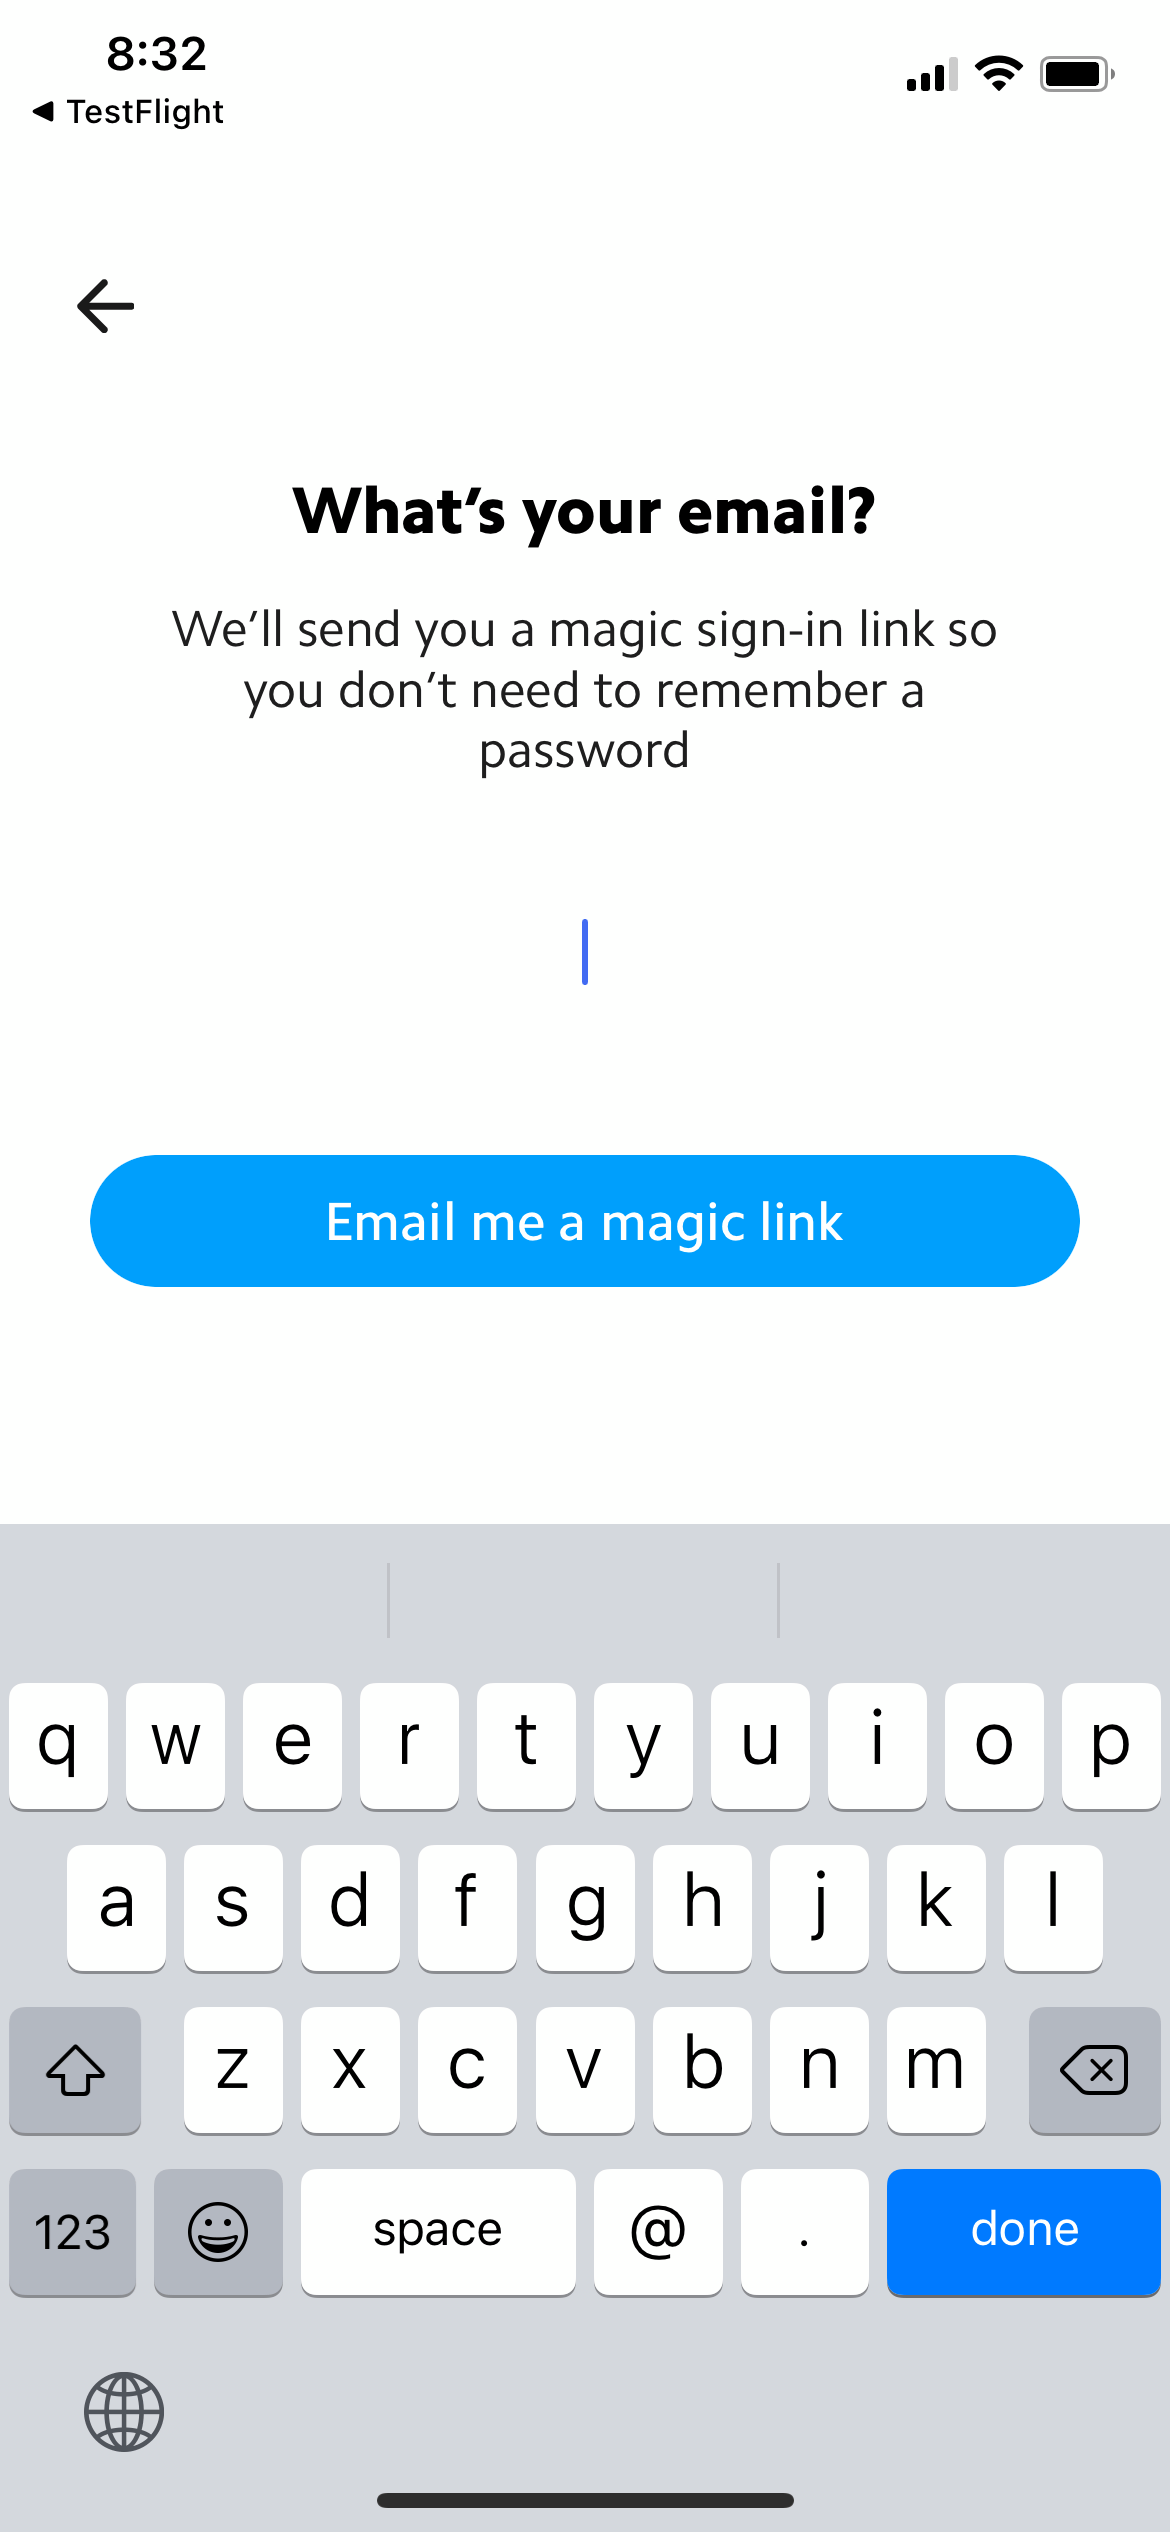 8:32
◀ TestFlight
What’s your email?
We’ll send you a magic sign-in link so
you don’t need to remember a
password
Email me a magic link
q w e r t y u i o p
a s d f g h j k l
z x c v b n m
123 space @ . done